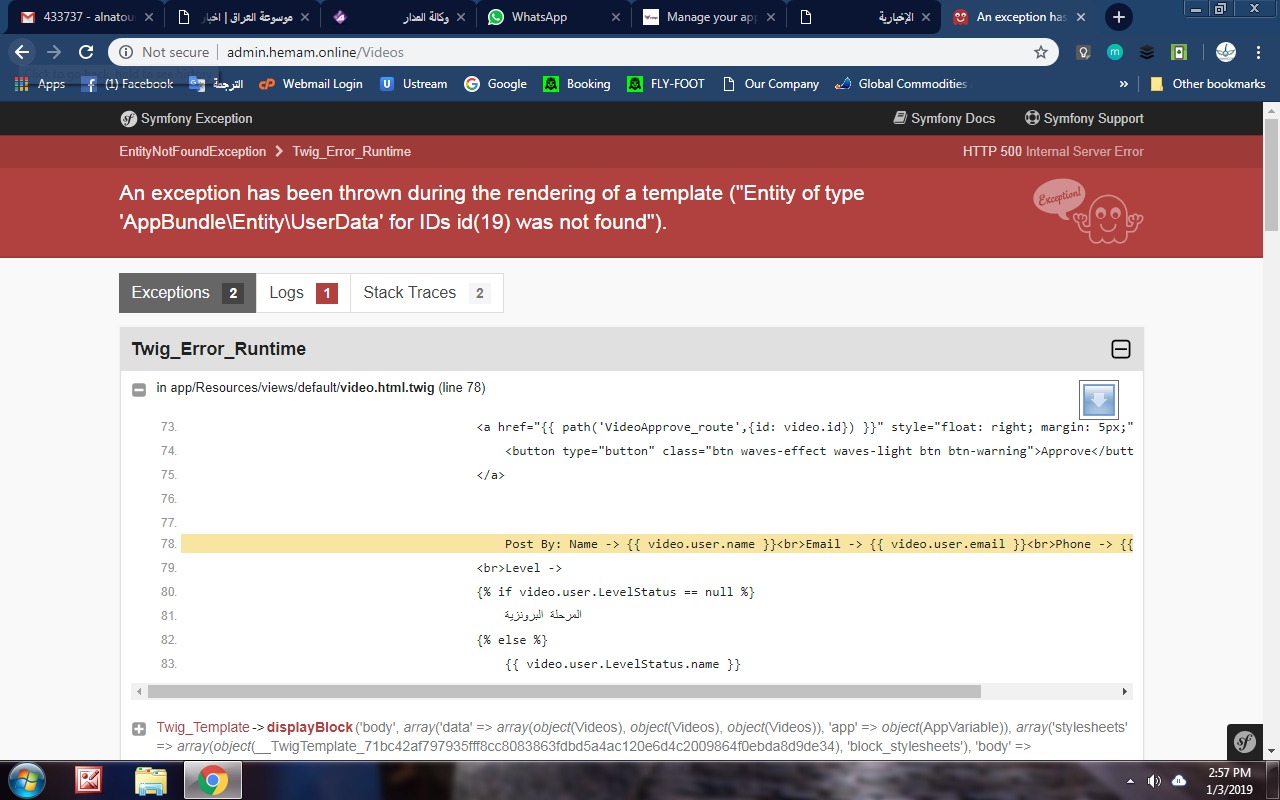 433737 - alnatou
موسوعة العراق | اخبار
وكالة المدار
WhatsApp
Manage your app
الإخبارية
An exception has
Not secure | admin.hemam.online/Videos
Apps
(1) Facebook
الترجمة
Webmail Login
Ustream
Google
Booking
FLY-FOOT
Our Company
Global Commodities
»
Other bookmarks
Symfony Exception
Symfony Docs
Symfony Support
EntityNotFoundException > Twig_Error_Runtime
HTTP 500 Internal Server Error
An exception has been thrown during the rendering of a template ("Entity of type
'AppBundle\Entity\UserData' for IDs id(19) was not found").
Exception!
Exceptions 2
Logs 1
Stack Traces 2
Twig_Error_Runtime
in app/Resources/views/default/video.html.twig (line 78)
73. <a href="{{ path('VideoApprove_route',{id: video.id}) }}" style="float: right; margin: 5px;"
74. <button type="button" class="btn waves-effect waves-light btn btn-warning">Approve</butt
75. </a>
76.
77.
78. Post By: Name -> {{ video.user.name }}<br>Email -> {{ video.user.email }}<br>Phone -> {{
79. <br>Level ->
80. {% if video.user.LevelStatus == null %}
81. المرحلة البرونزية
82. {% else %}
83. {{ video.user.LevelStatus.name }}
Twig_Template->displayBlock('body', array('data' => array(object(Videos), object(Videos), object(Videos)), 'app' => object(AppVariable)), array('stylesheets'
=> array(object(__TwigTemplate_71bc42af797935fff8cc8083863fdbd5a4ac120e6d4c2009864f0ebda8d9de34), 'block_stylesheets'), 'body' =>
2:57 PM
1/3/2019